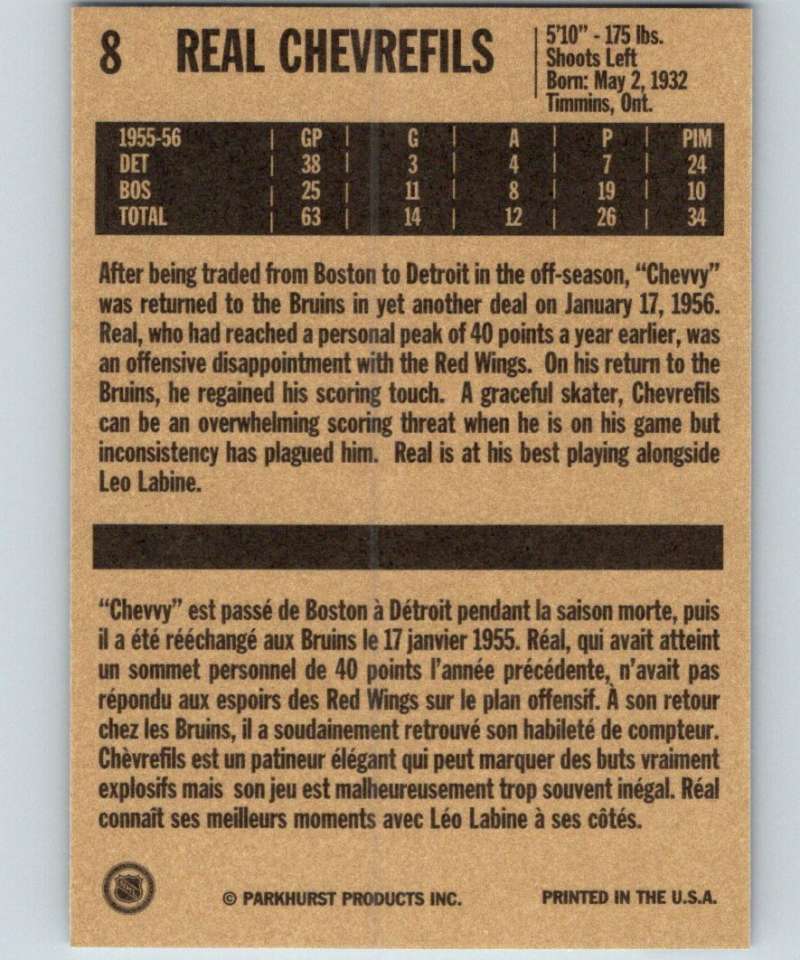 8 REAL CHEVREFILS
5'10" - 175 lbs.
Shoots Left
Born: May 2, 1932
Timmins, Ont.
1955-56 | GP | G | A | P | PIM
DET | 38 | 3 | 4 | 7 | 24
BOS | 25 | 11 | 8 | 19 | 10
TOTAL | 63 | 14 | 12 | 26 | 34
After being traded from Boston to Detroit in the off-season, "Chevvy"
was returned to the Bruins in yet another deal on January 17, 1956.
Real, who had reached a personal peak of 40 points a year earlier, was
an offensive disappointment with the Red Wings. On his return to the
Bruins, he regained his scoring touch. A graceful skater, Chevrefils
can be an overwhelming scoring threat when he is on his game but
inconsistency has plagued him. Real is at his best playing alongside
Leo Labine.
"Chevvy" est passé de Boston à Détroit pendant la saison morte, puis
il a été rééchangé aux Bruins le 17 janvier 1955. Réal, qui avait atteint
un sommet personnel de 40 points l'année précédente, n'avait pas
répondu aux espoirs des Red Wings sur le plan offensif. À son retour
chez les Bruins, il a soudainement retrouvé son habileté de compteur.
Chèvrefils est un patineur élégant qui peut marquer des buts vraiment
explosifs mais son jeu est malheureusement trop souvent inégal. Réal
connaît ses meilleurs moments avec Léo Labine à ses côtés.
NHL
© PARKHURST PRODUCTS INC.
PRINTED IN THE U.S.A.